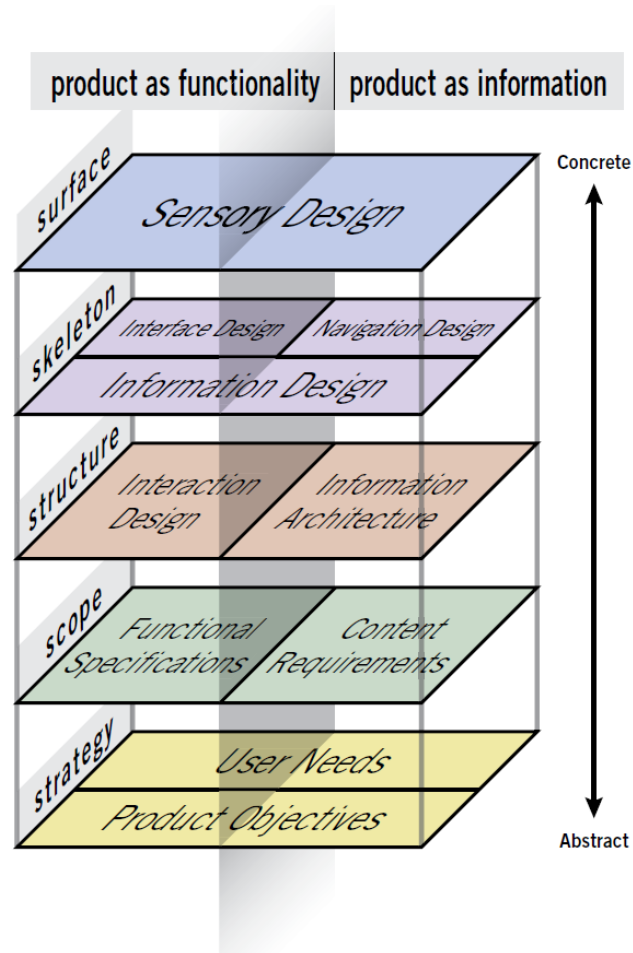 product as functionality
product as information
Concrete
surface
Sensory Design
skeleton
Interface Design
Navigation Design
Information Design
structure
Interaction
Design
Information
Architecture
scope
Functional
Specifications
Content
Requirements
strategy
User Needs
Product Objectives
Abstract